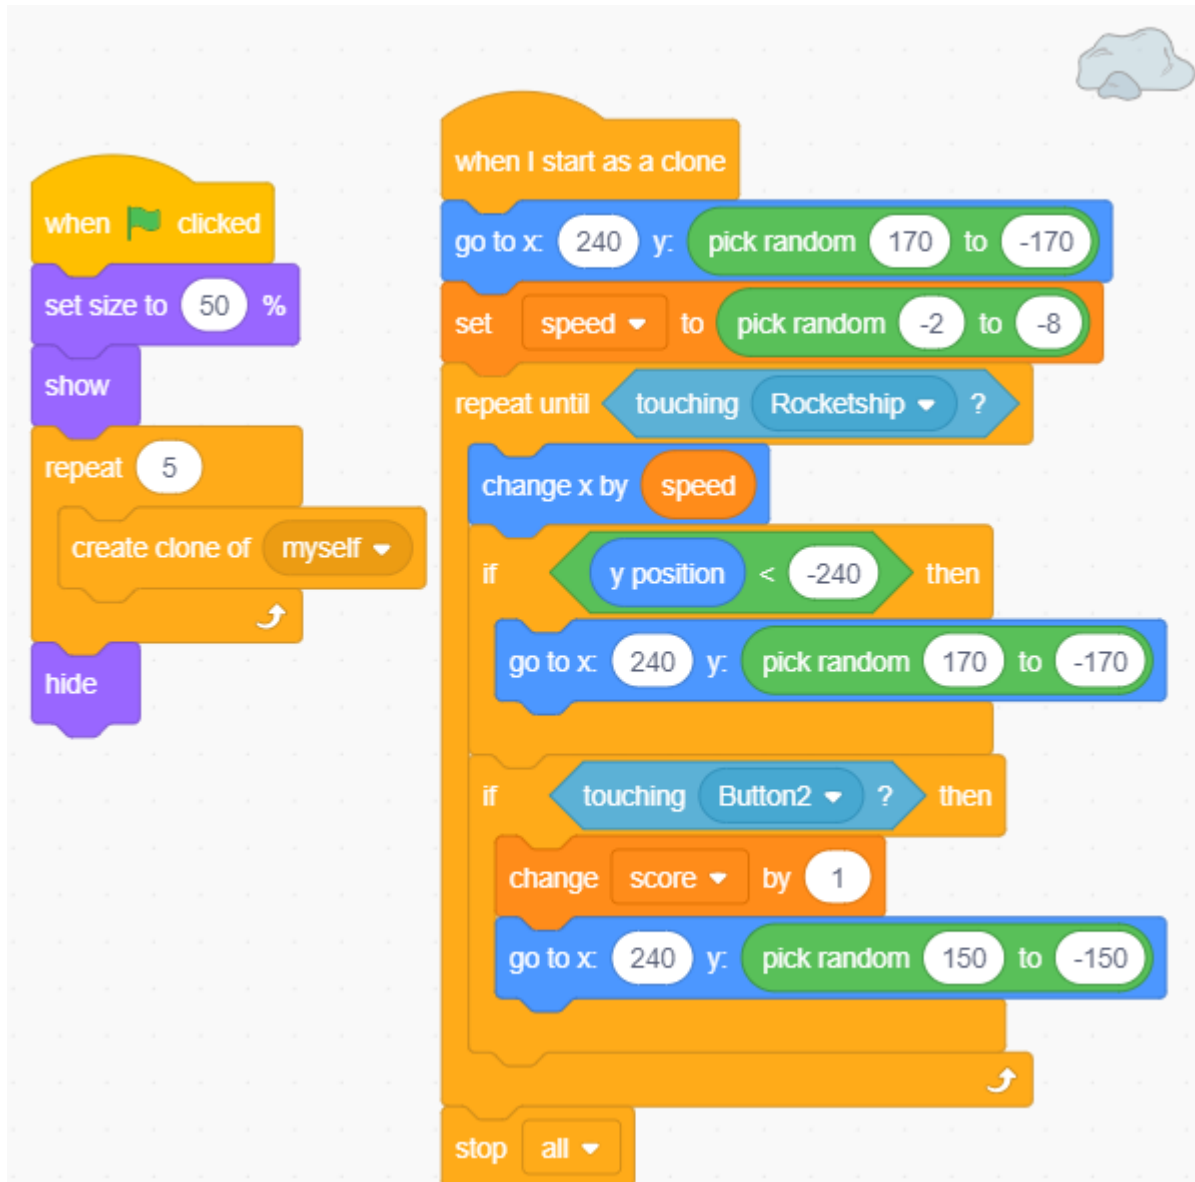 when clicked
set size to 50 %
show
repeat 5
create clone of myself
hide
when I start as a clone
go to x: 240 y: pick random 170 to -170
set speed to pick random -2 to -8
repeat until touching Rocketship ?
change x by speed
if y position < -240 then
go to x: 240 y: pick random 170 to -170
if touching Button2 ? then
change score by 1
go to x: 240 y: pick random 150 to -150
stop all